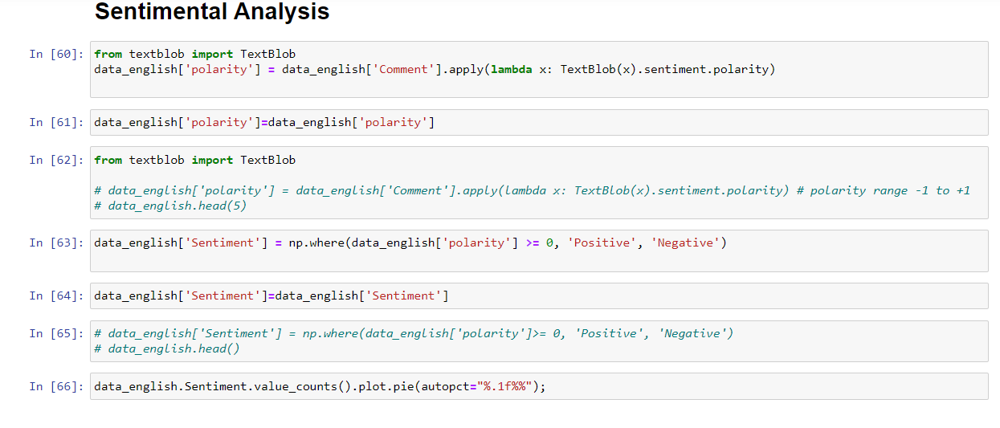 Sentimental Analysis
In [60]: from textblob import TextBlob
data_english['polarity'] = data_english['Comment'].apply(lambda x: TextBlob(x).sentiment.polarity)
In [61]: data_english['polarity']=data_english['polarity']
In [62]: from textblob import TextBlob
# data_english['polarity'] = data_english['Comment'].apply(lambda x: TextBlob(x).sentiment.polarity) # polarity range -1 to +1
# data_english.head(5)
In [63]: data_english['Sentiment'] = np.where(data_english['polarity'] >= 0, 'Positive', 'Negative')
In [64]: data_english['Sentiment']=data_english['Sentiment']
In [65]: # data_english['Sentiment'] = np.where(data_english['polarity']>= 0, 'Positive', 'Negative')
# data_english.head()
In [66]: data_english.Sentiment.value_counts().plot.pie(autopct="%.1f%%");